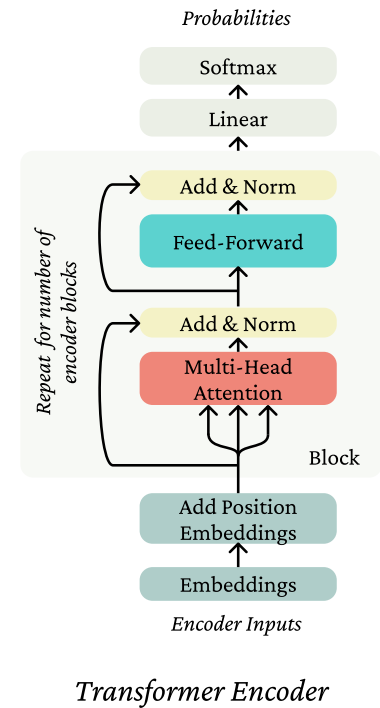 Probabilities
Softmax
Linear
Add & Norm
Feed-Forward
Repeat for number of
encoder blocks
Add & Norm
Multi-Head
Attention
Block
Add Position
Embeddings
Embeddings
Encoder Inputs
Transformer Encoder